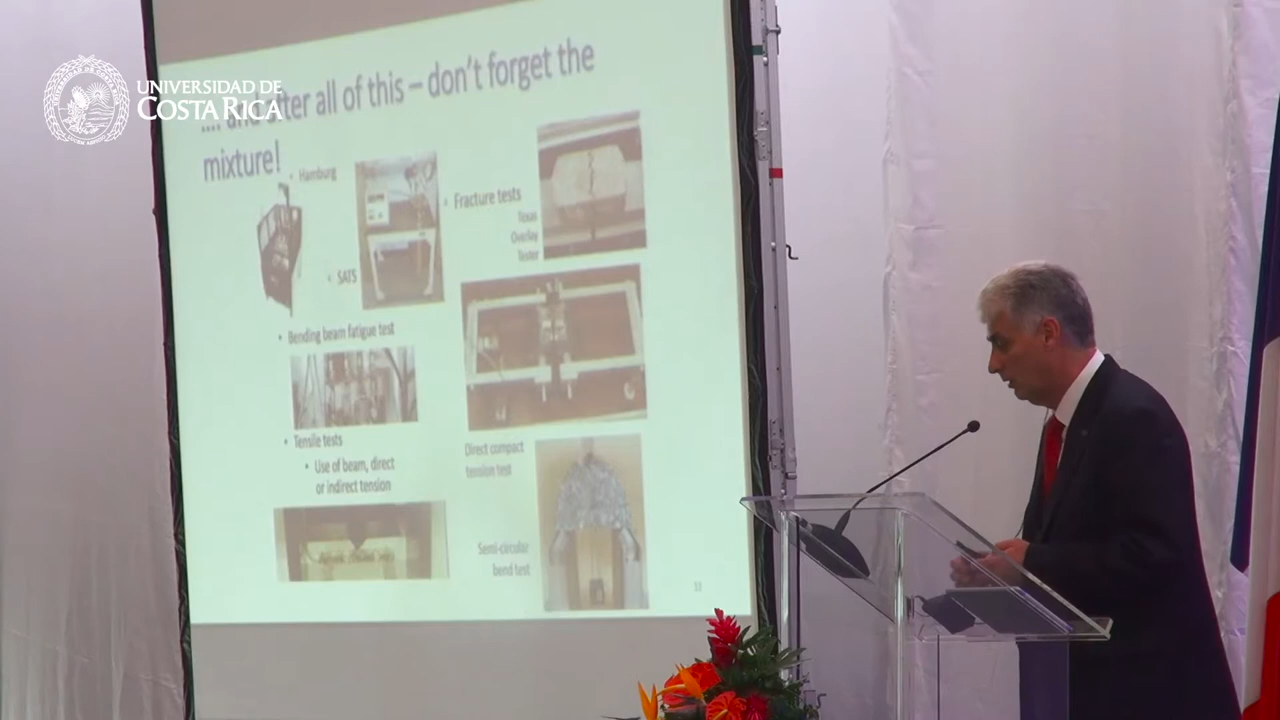 UNIVERSIDAD DE
COSTA RICA
.... and after all of this – don't forget the
mixture!
• Hamburg
• SATS
• Bending beam fatigue test
• Tensile tests
• Use of beam, direct
or indirect tension
• Fracture tests
Texas
Overlay
Tester
Direct compact
tension test
Semi-circular
bend test